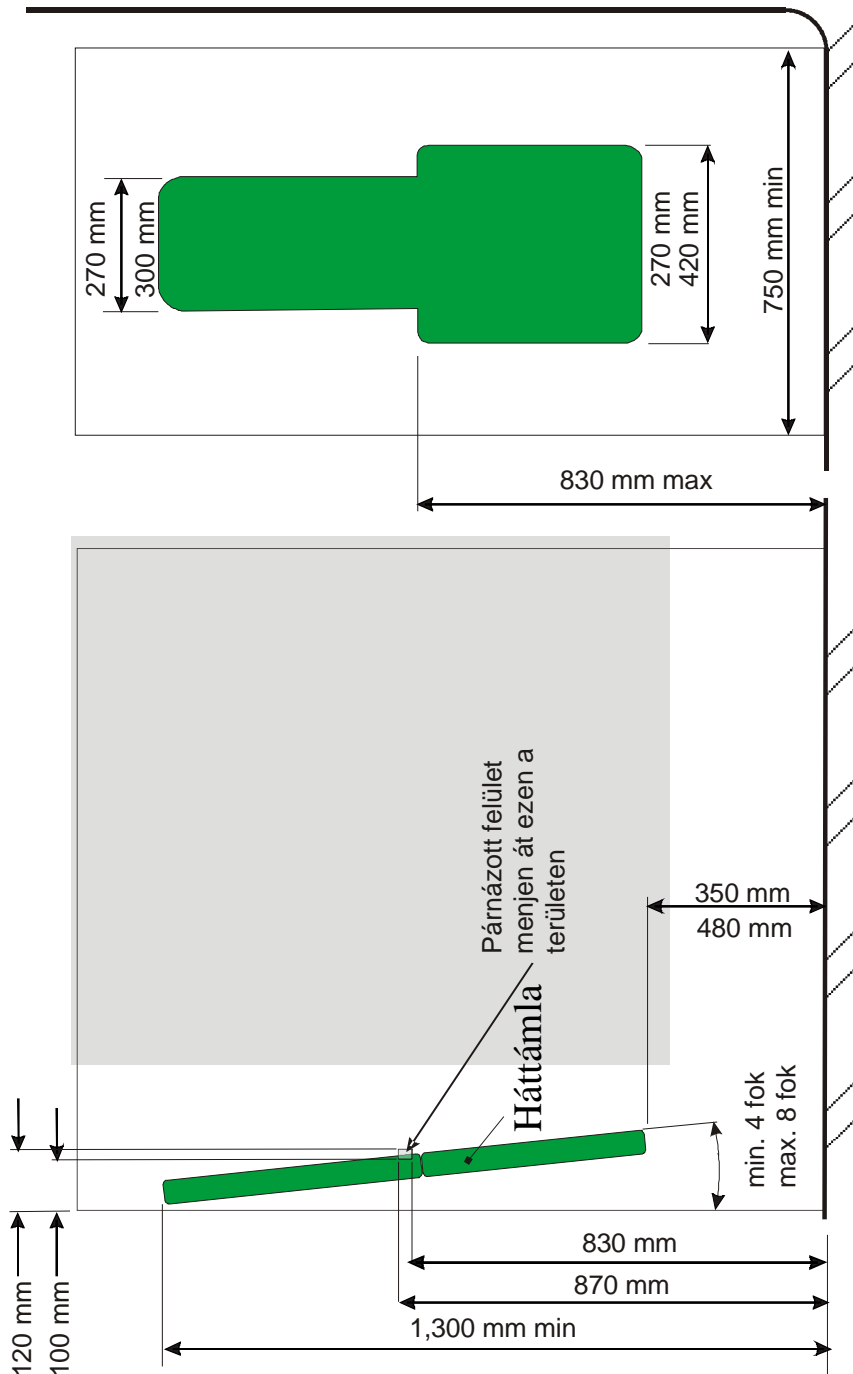 270 mm
300 mm
270 mm
420 mm
750 mm min
830 mm max
Párnázott felület
menjen át ezen a
területen
Háttámla
350 mm
480 mm
min. 4 fok
max. 8 fok
830 mm
870 mm
1,300 mm min
120 mm
100 mm